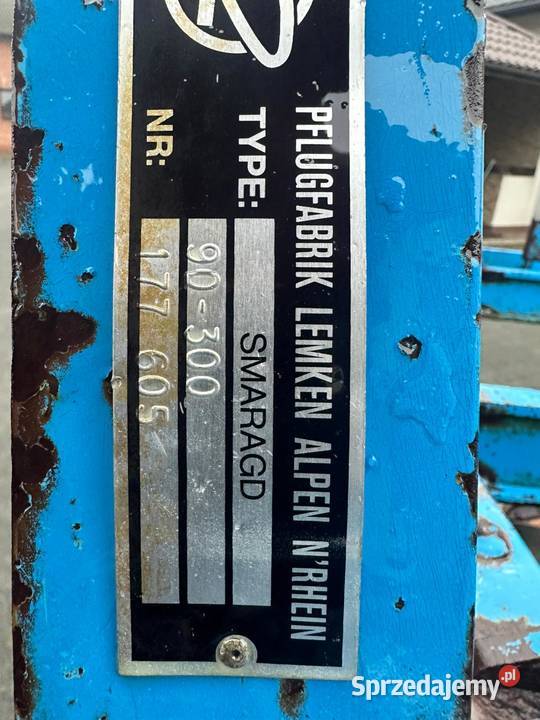 PFLUGFABRIK LEMKEN ALPEN N'RHEIN
TYPE: SMARAGD
90-300
NR: 177 605
Sprzedajemy.pl